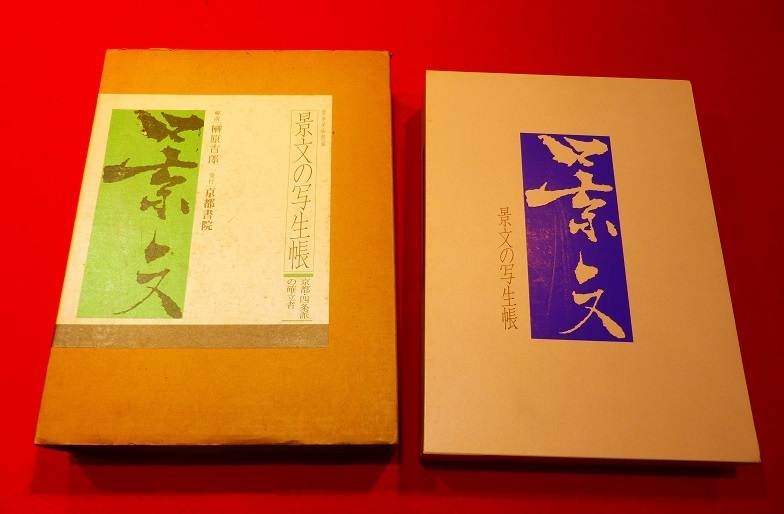 景文の写生帳
京都四条派
の確立者
解説 榊原吉郎
発行 京都書院
景文
景文
景文の写生帳